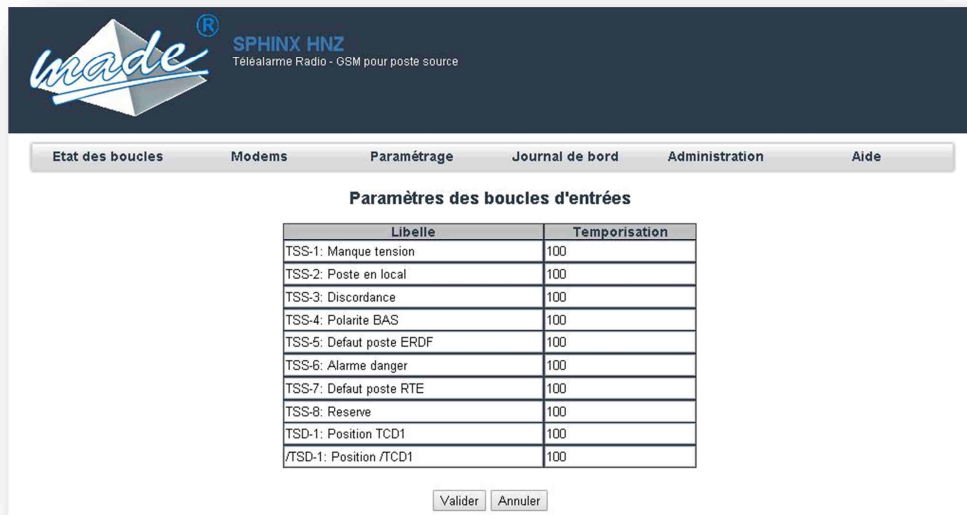 made ®
SPHINX HNZ
Téléalarme Radio - GSM pour poste source
Etat des boucles Modems Paramétrage Journal de bord Administration Aide
Paramètres des boucles d'entrées
Libelle Temporisation
TSS-1: Manque tension 100
TSS-2: Poste en local 100
TSS-3: Discordance 100
TSS-4: Polarite BAS 100
TSS-5: Defaut poste ERDF 100
TSS-6: Alarme danger 100
TSS-7: Defaut poste RTE 100
TSS-8: Reserve 100
TSD-1: Position TCD1 100
/TSD-1: Position /TCD1 100
Valider Annuler